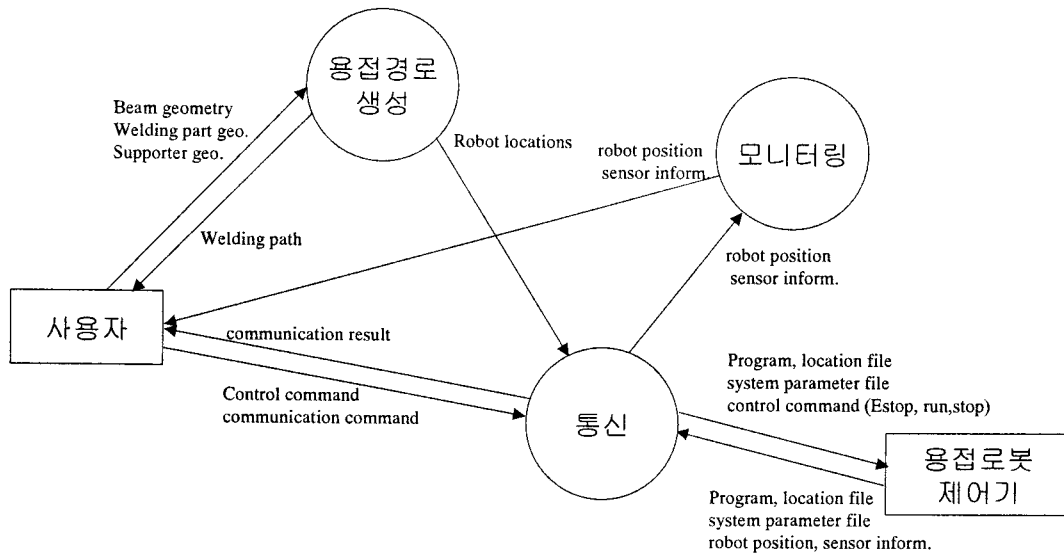 용접경로
생성
Beam geometry
Welding part geo.
Supporter geo.
Robot locations
robot position
sensor inform.
모니터링
Welding path
robot position
sensor inform.
사용자
communication result
Control command
communication command
통신
Program, location file
system parameter file
control command (Estop, run,stop)
용접로봇
제어기
Program, location file
system parameter file
robot position, sensor inform.